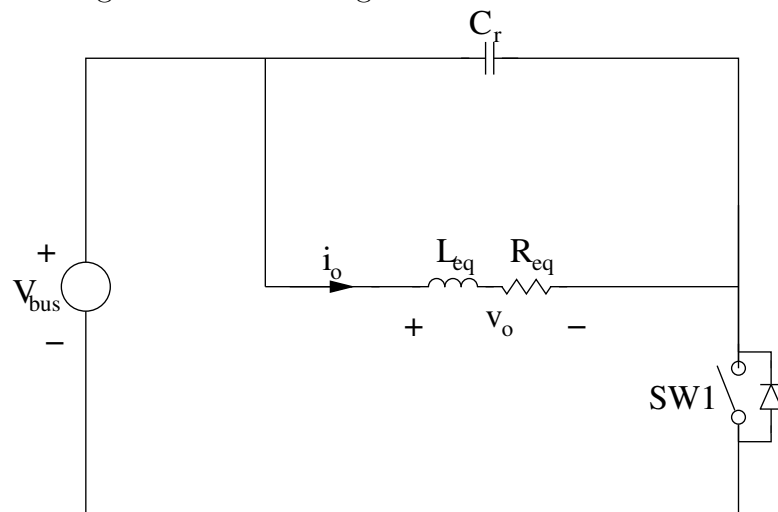 C_r
+
V_bus
−
i_o
L_eq
R_eq
+
v_o
−
SW1